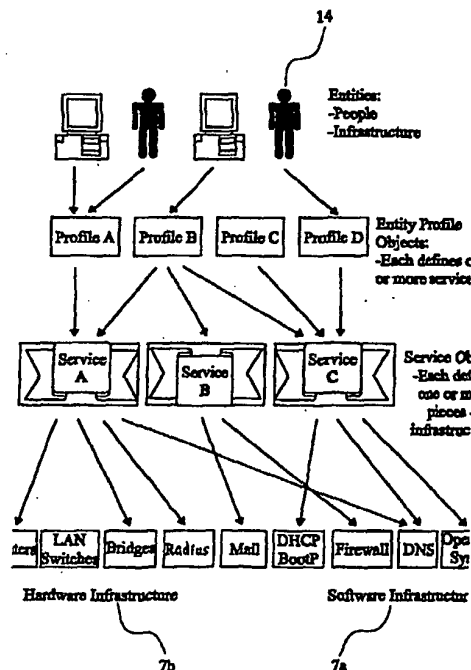 14
Entities:
-People
-Infrastructure
Profile A
Profile B
Profile C
Profile D
Entity Profile
Objects:
-Each defines
or more service
Service
A
Service
B
Service
C
Service
-Each
one or
pieces
LAN
Switches
Bridges
Radius
Mail
DHCP
BootP
Firewall
DNS
Hardware Infrastructure
Software
7b
7a